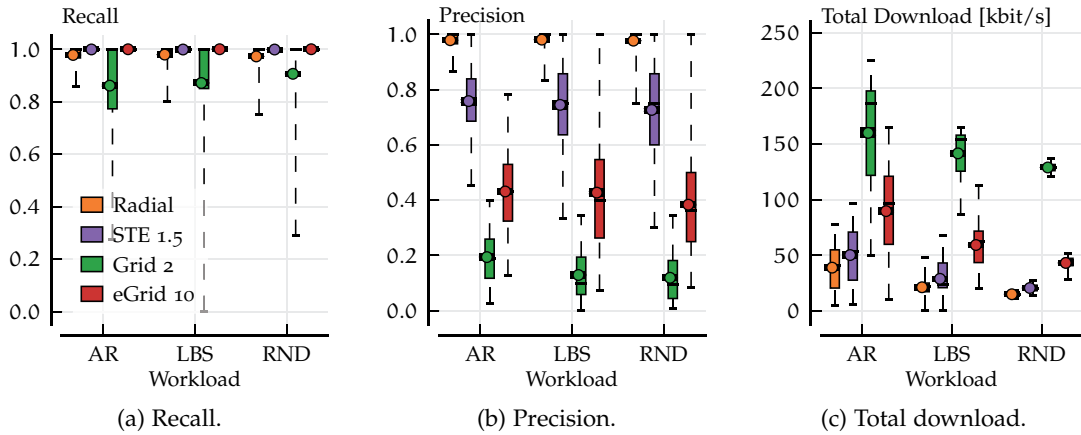 Recall
1.0
0.8
0.6
0.4
0.2
0.0
Radial
STE 1.5
Grid 2
eGrid 10
AR LBS RND
Workload
(a) Recall.
Precision
1.0
0.8
0.6
0.4
0.2
0.0
AR LBS RND
Workload
(b) Precision.
Total Download [kbit/s]
250
200
150
100
50
0
AR LBS RND
Workload
(c) Total download.